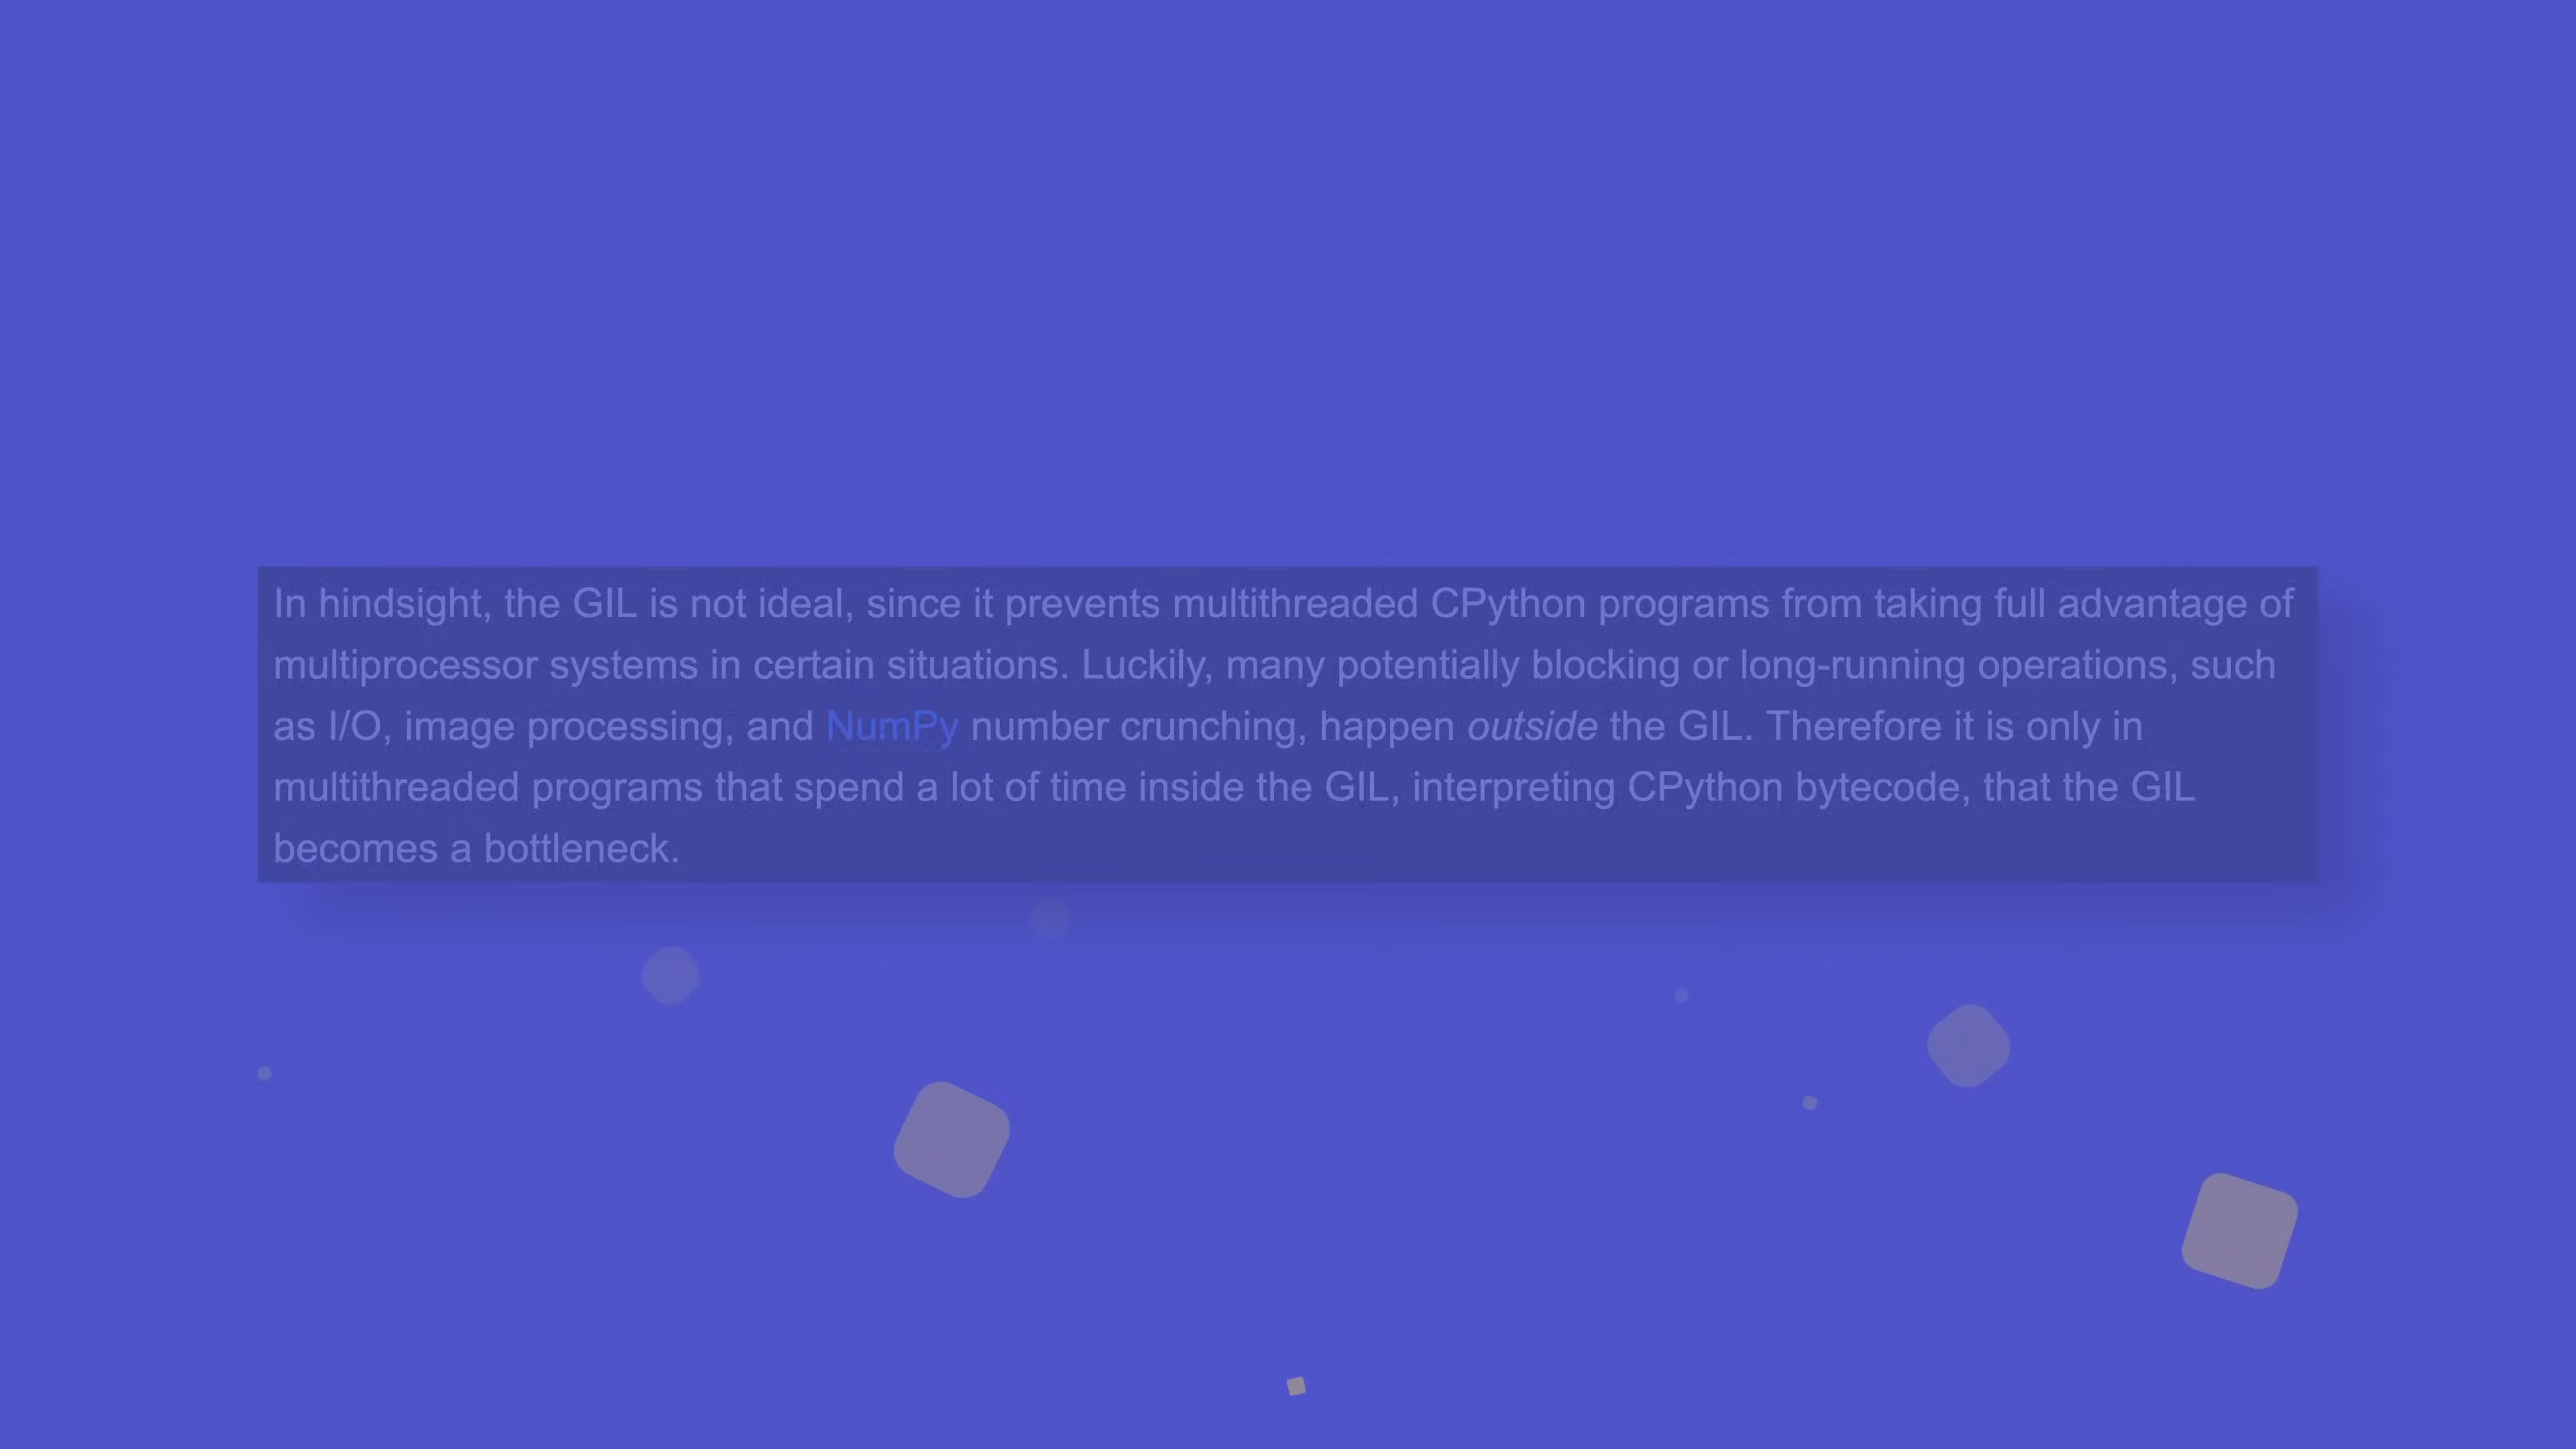 In hindsight, the GIL is not ideal, since it prevents multithreaded CPython programs from taking full advantage of
multiprocessor systems in certain situations. Luckily, many potentially blocking or long-running operations, such
as I/O, image processing, and NumPy number crunching, happen outside the GIL. Therefore it is only in
multithreaded programs that spend a lot of time inside the GIL, interpreting CPython bytecode, that the GIL
becomes a bottleneck.